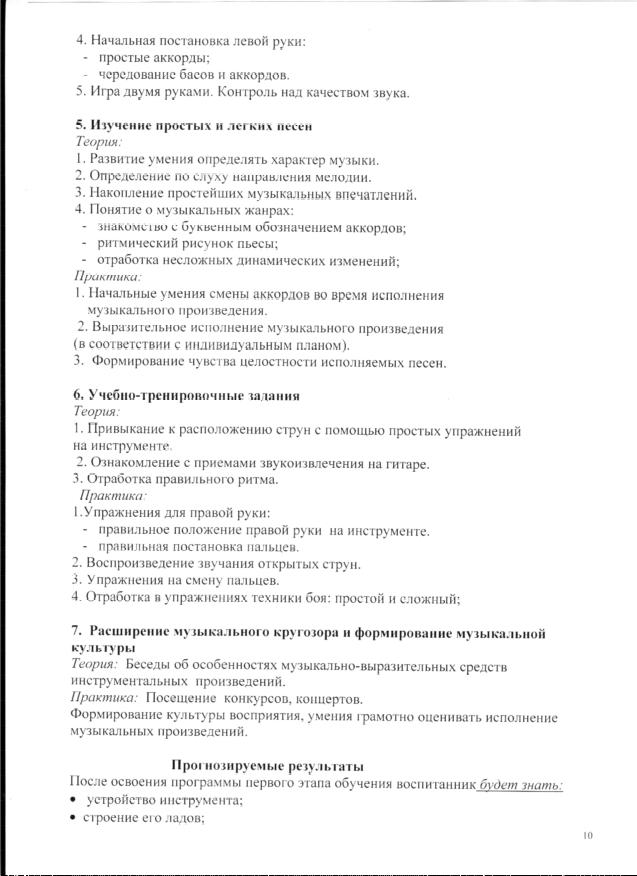 4. Начальная постановка левой руки:
- простые аккорды;
- чередование басов и аккордов.
5. Игра двумя руками. Контроль над качеством звука.
5. Изучение простых и легких песен
Теория:
1. Развитие умения определять характер музыки.
2. Определение по слуху направления мелодии.
3. Накопление простейших музыкальных впечатлений.
4. Понятие о музыкальных жанрах:
- знакомство с буквенным обозначением аккордов;
- ритмический рисунок пьесы;
- отработка несложных динамических изменений;
Практика:
1. Начальные умения смены аккордов во время исполнения
музыкального произведения.
2. Выразительное исполнение музыкального произведения
(в соответствии с индивидуальным планом).
3. Формирование чувства целостности исполняемых песен.
6. Учебно-тренировочные задания
Теория:
1. Привыкание к расположению струн с помощью простых упражнений
на инструменте.
2. Ознакомление с приемами звукоизвлечения на гитаре.
3. Отработка правильного ритма.
Практика:
1.Упражнения для правой руки:
- правильное положение правой руки на инструменте.
- правильная постановка пальцев.
2. Воспроизведение звучания открытых струн.
3. Упражнения на смену пальцев.
4. Отработка в упражнениях техники боя: простой и сложный;
7. Расширение музыкального кругозора и формирование музыкальной
культуры
Теория: Беседы об особенностях музыкально-выразительных средств
инструментальных произведений.
Практика: Посещение конкурсов, концертов.
Формирование культуры восприятия, умения грамотно оценивать исполнение
музыкальных произведений.
Прогнозируемые результаты
После освоения программы первого этапа обучения воспитанник будет знать:
• устройство инструмента;
• строение его ладов;
10